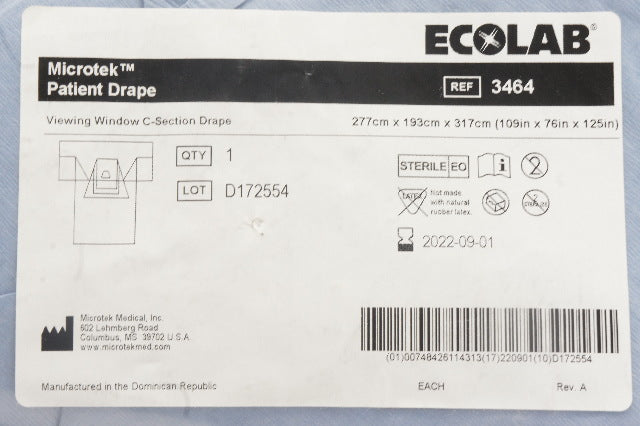 ECOLAB®
Microtek™
Patient Drape
REF 3464
Viewing Window C-Section Drape 277cm x 193cm x 317cm (109in x 76in x 125in)
QTY 1
LOT D172554
STERILE EO
2
LATEX Not made
with natural
rubber latex.
2022-09-01
Microtek Medical, Inc.
602 Lehmberg Road
Columbus, MS 39702 U.S.A.
www.microtekmed.com
(01)00748426114313(17)220901(10)D172554
Manufactured in the Dominican Republic EACH Rev. A